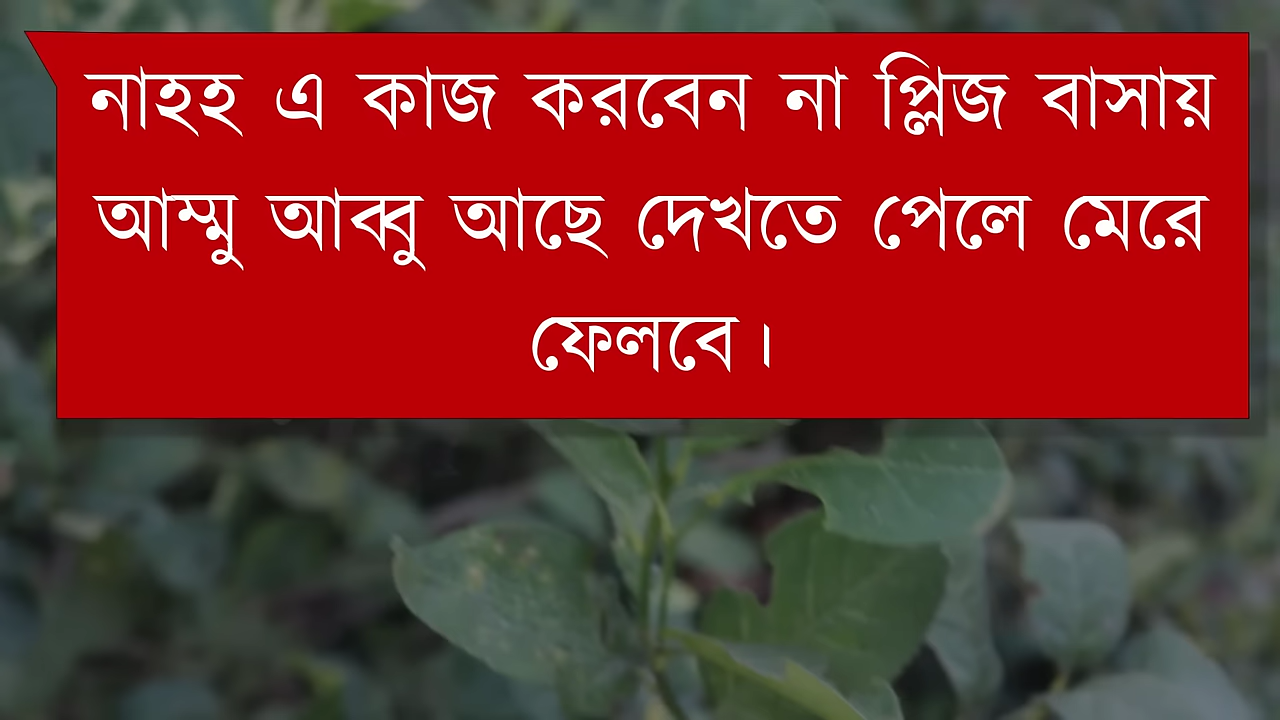 নাহহ এ কাজ করবেন না প্লিজ বাসায়
আম্মু আব্বু আছে দেখতে পেলে মেরে
ফেলবে।